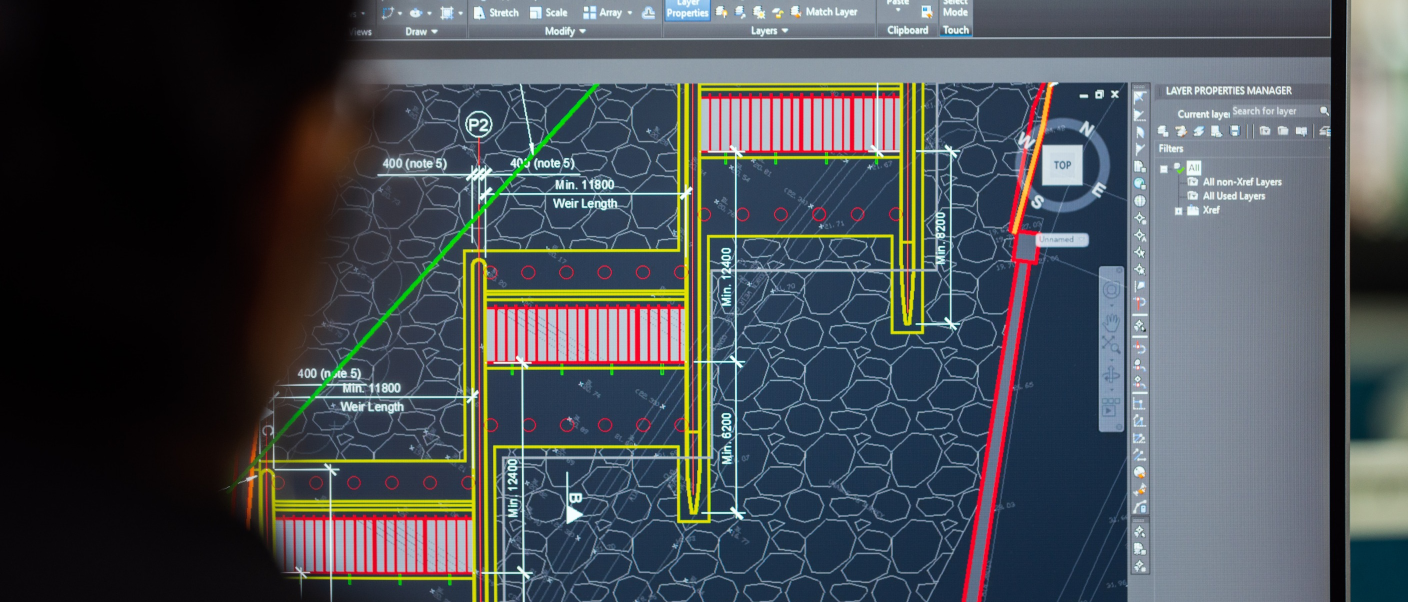 Stretch
Scale
Array
Layer
Properties
Match Layer
Paste
Select
Mode
Draw
Modify
Layers
Clipboard
Touch
LAYER PROPERTIES MANAGER
Current layer
Search for layer
Filters
All
All non-Xref Layers
All Used Layers
Xref
N
W
TOP
E
S
Unnamed
P2
400 (note 5)
400 (note 5)
Min. 11800
Weir Length
Min. 8200
Min. 12400
400 (note 5)
Min. 11800
Weir Length
C
Min. 6200
Min. 12400
B